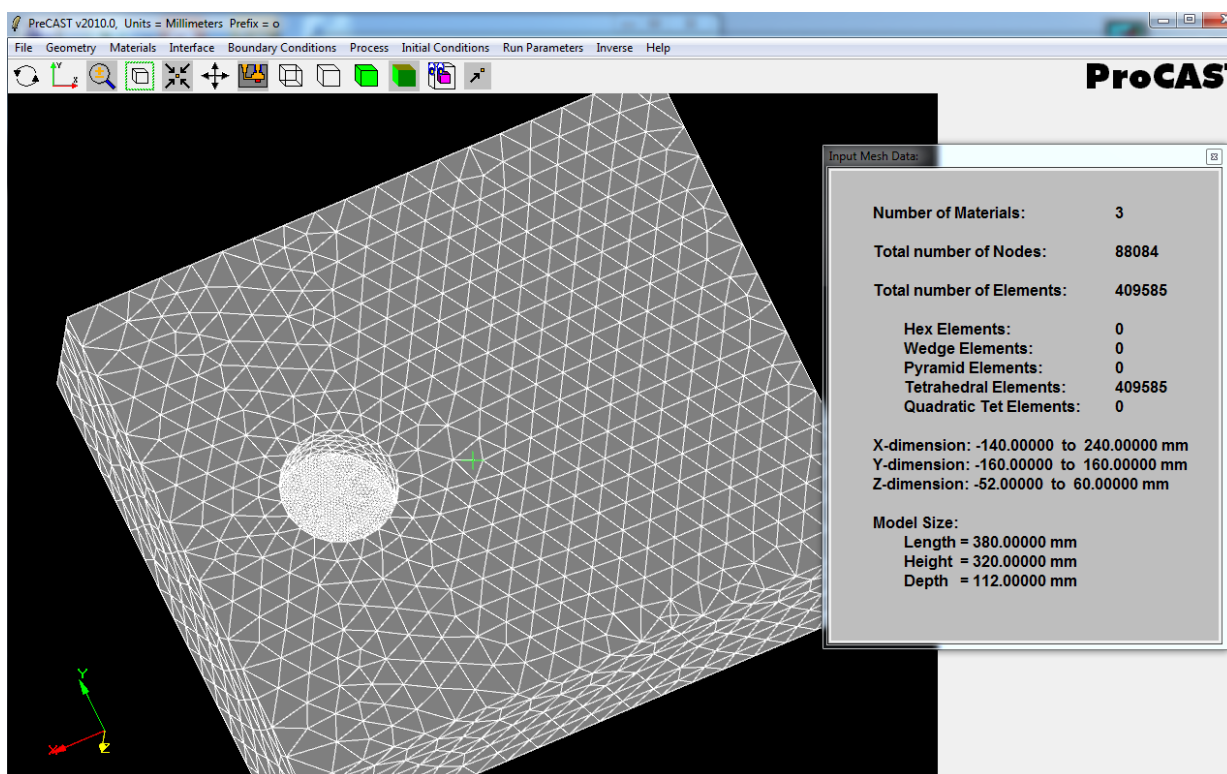 PreCAST v2010.0, Units = Millimeters Prefix = o
File Geometry Materials Interface Boundary Conditions Process Initial Conditions Run Parameters Inverse Help
Y
X
ProCAST
Input Mesh Data:
Number of Materials: 3
Total number of Nodes: 88084
Total number of Elements: 409585
Hex Elements: 0
Wedge Elements: 0
Pyramid Elements: 0
Tetrahedral Elements: 409585
Quadratic Tet Elements: 0
X-dimension: -140.00000 to 240.00000 mm
Y-dimension: -160.00000 to 160.00000 mm
Z-dimension: -52.00000 to 60.00000 mm
Model Size:
Length = 380.00000 mm
Height = 320.00000 mm
Depth = 112.00000 mm
Y
X
Z